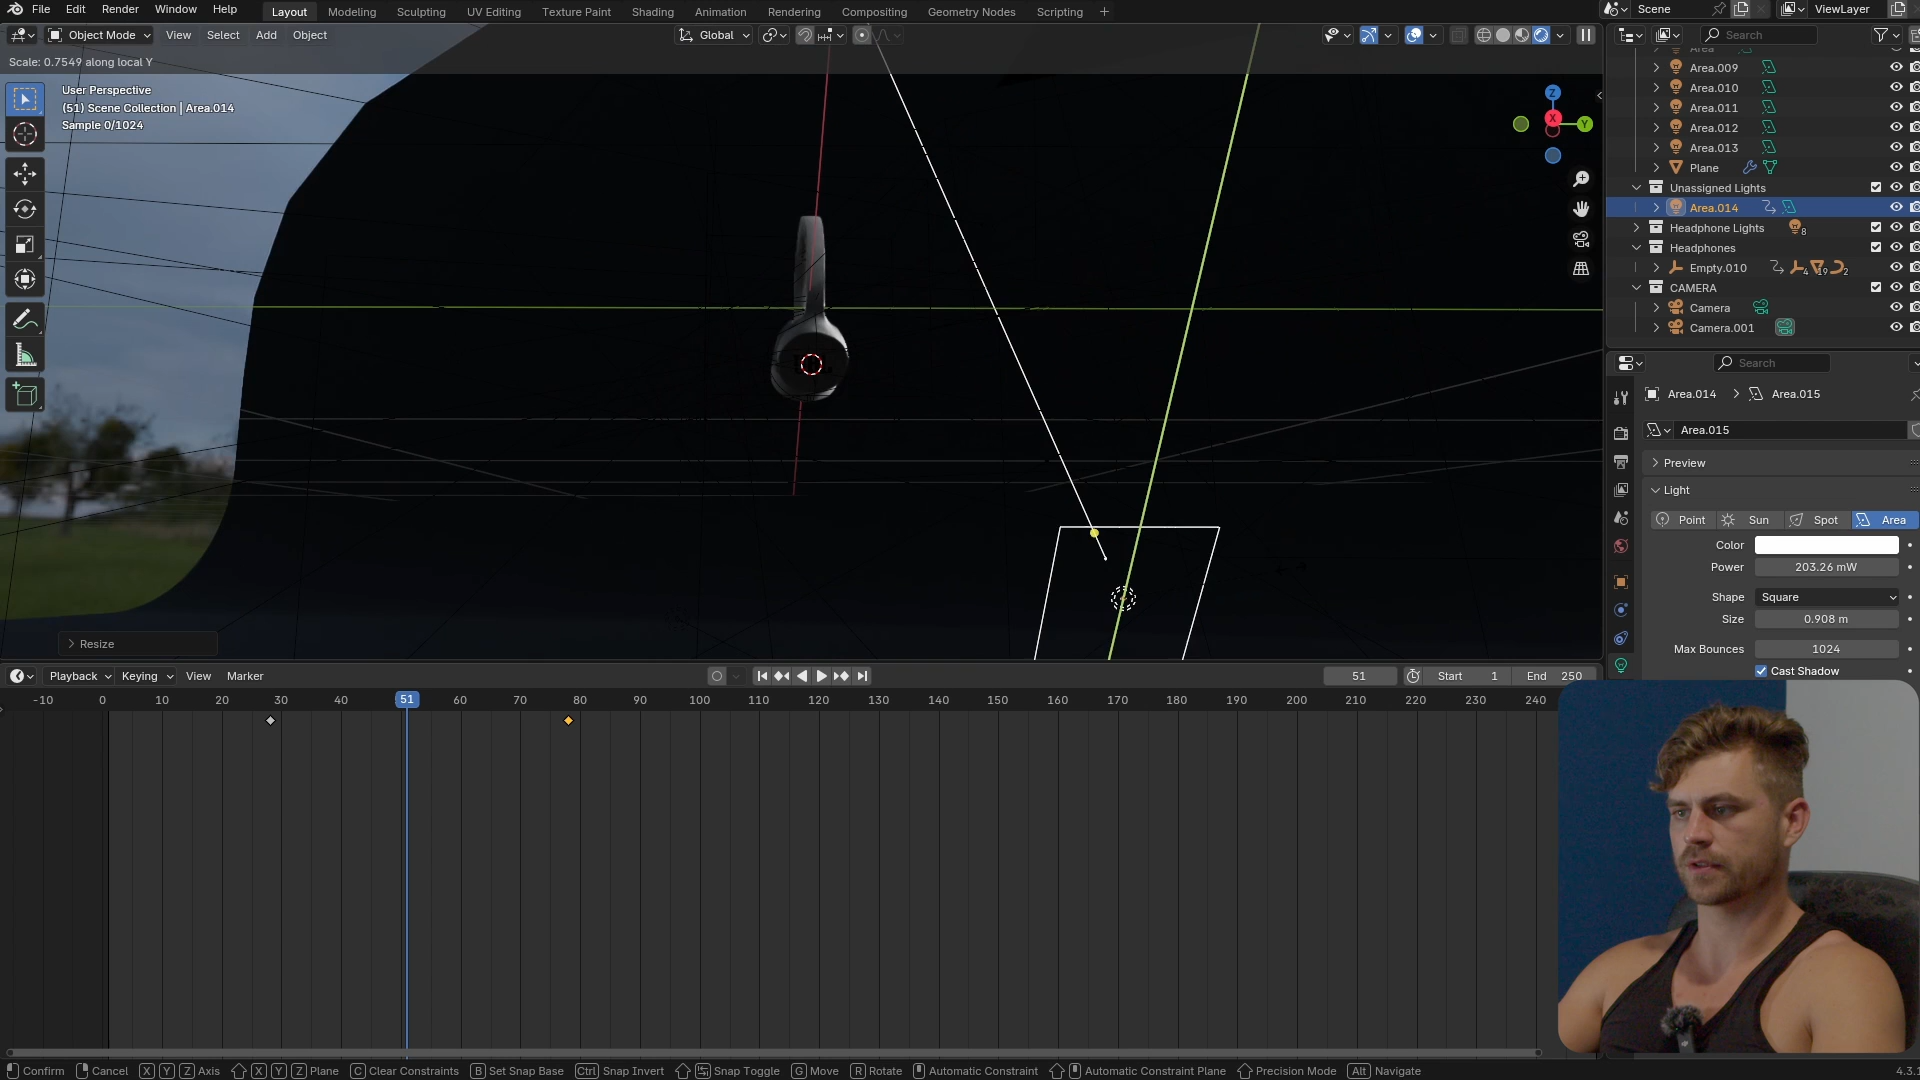 File Edit Render Window Help Layout Modeling Sculpting UV Editing Texture Paint Shading Animation Rendering Compositing Geometry Nodes Scripting + Scene ViewLayer
Object Mode View Select Add Object Global Search
Scale: 0.7549 along local Y
User Perspective
(51) Scene Collection | Area.014
Sample 0/1024
Z
X
Y
Area
Area.009
Area.010
Area.011
Area.012
Area.013
Plane
Unassigned Lights
Area.014
Headphone Lights 8
Headphones
Empty.010 4 19 2
CAMERA
Camera
Camera.001
Search
Area.014 > Area.015
Area.015
Preview
Light
Point Sun Spot Area
Color
Power 203.26 mW
Shape Square
Size 0.908 m
Max Bounces 1024
Cast Shadow
Resize
Playback Keying View Marker 51 Start 1 End 250
-10 0 10 20 30 40 51 60 70 80 90 100 110 120 130 140 150 160 170 180 190 200 210 220 230 240
Confirm Cancel X Y Z Axis X Y Z Plane C Clear Constraints B Set Snap Base Ctrl Snap Invert Snap Toggle G Move R Rotate Automatic Constraint Automatic Constraint Plane Precision Mode Alt Navigate 4.3.